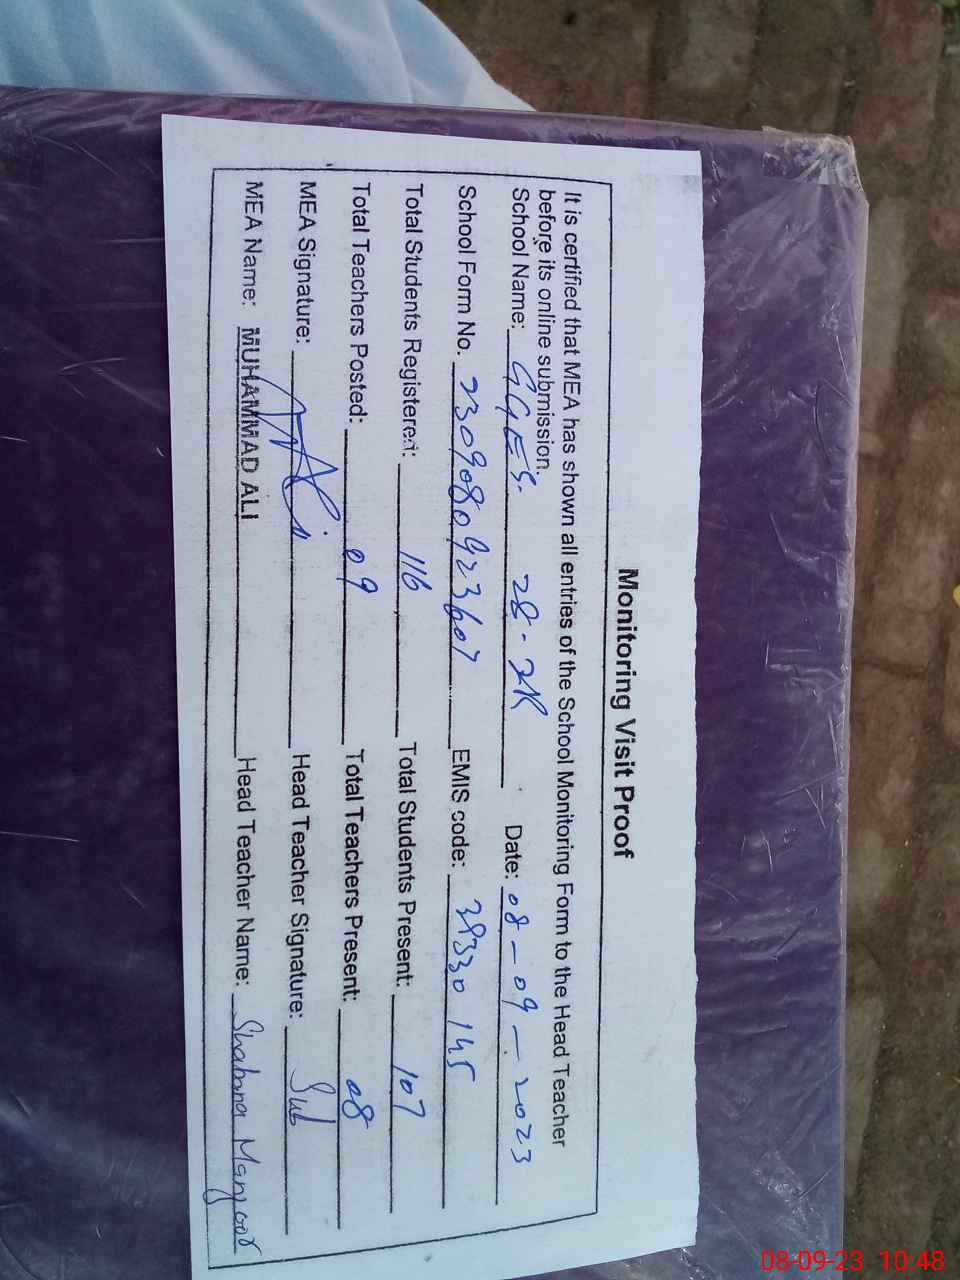 Monitoring Visit Proof
It is certified that MEA has shown all entries of the School Monitoring Form to the Head Teacher
before its online submission.
School Name: GGES. 28-2R Date: 08-09-2023
School Form No. 2309080923607 EMIS code: 38330145
Total Students Registered: 116 Total Students Present: 107
Total Teachers Posted: 09 Total Teachers Present: 08
MEA Signature: Head Teacher Signature:
MEA Name: MUHAMMAD ALI Head Teacher Name: Shabana Manzoor
08-09-23 10:48